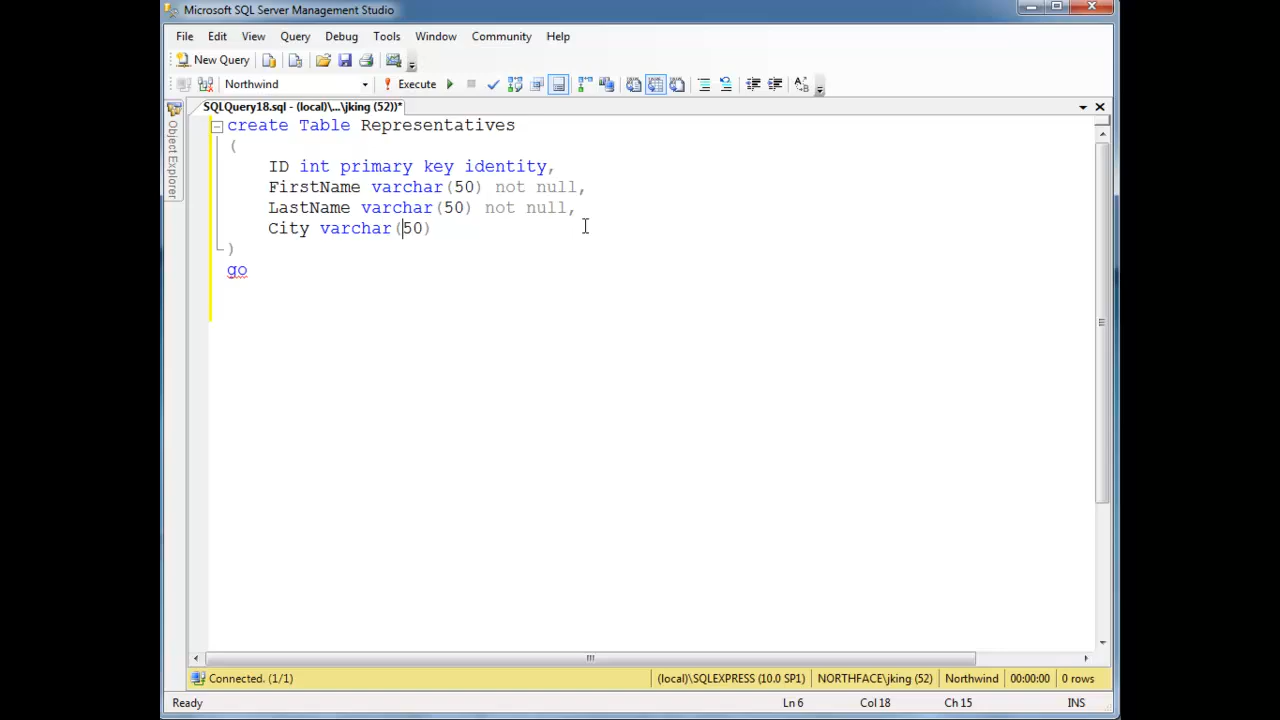 Microsoft SQL Server Management Studio
File Edit View Query Debug Tools Window Community Help
New Query
Northwind Execute
SQLQuery18.sql - (local)\...\jking (52))*
Object Explorer
create Table Representatives
(
ID int primary key identity,
FirstName varchar(50) not null,
LastName varchar(50) not null,
City varchar(50)
)
go
Connected. (1/1) (local)\SQLEXPRESS (10.0 SP1) NORTHFACE\jking (52) Northwind 00:00:00 0 rows
Ready Ln 6 Col 18 Ch 15 INS